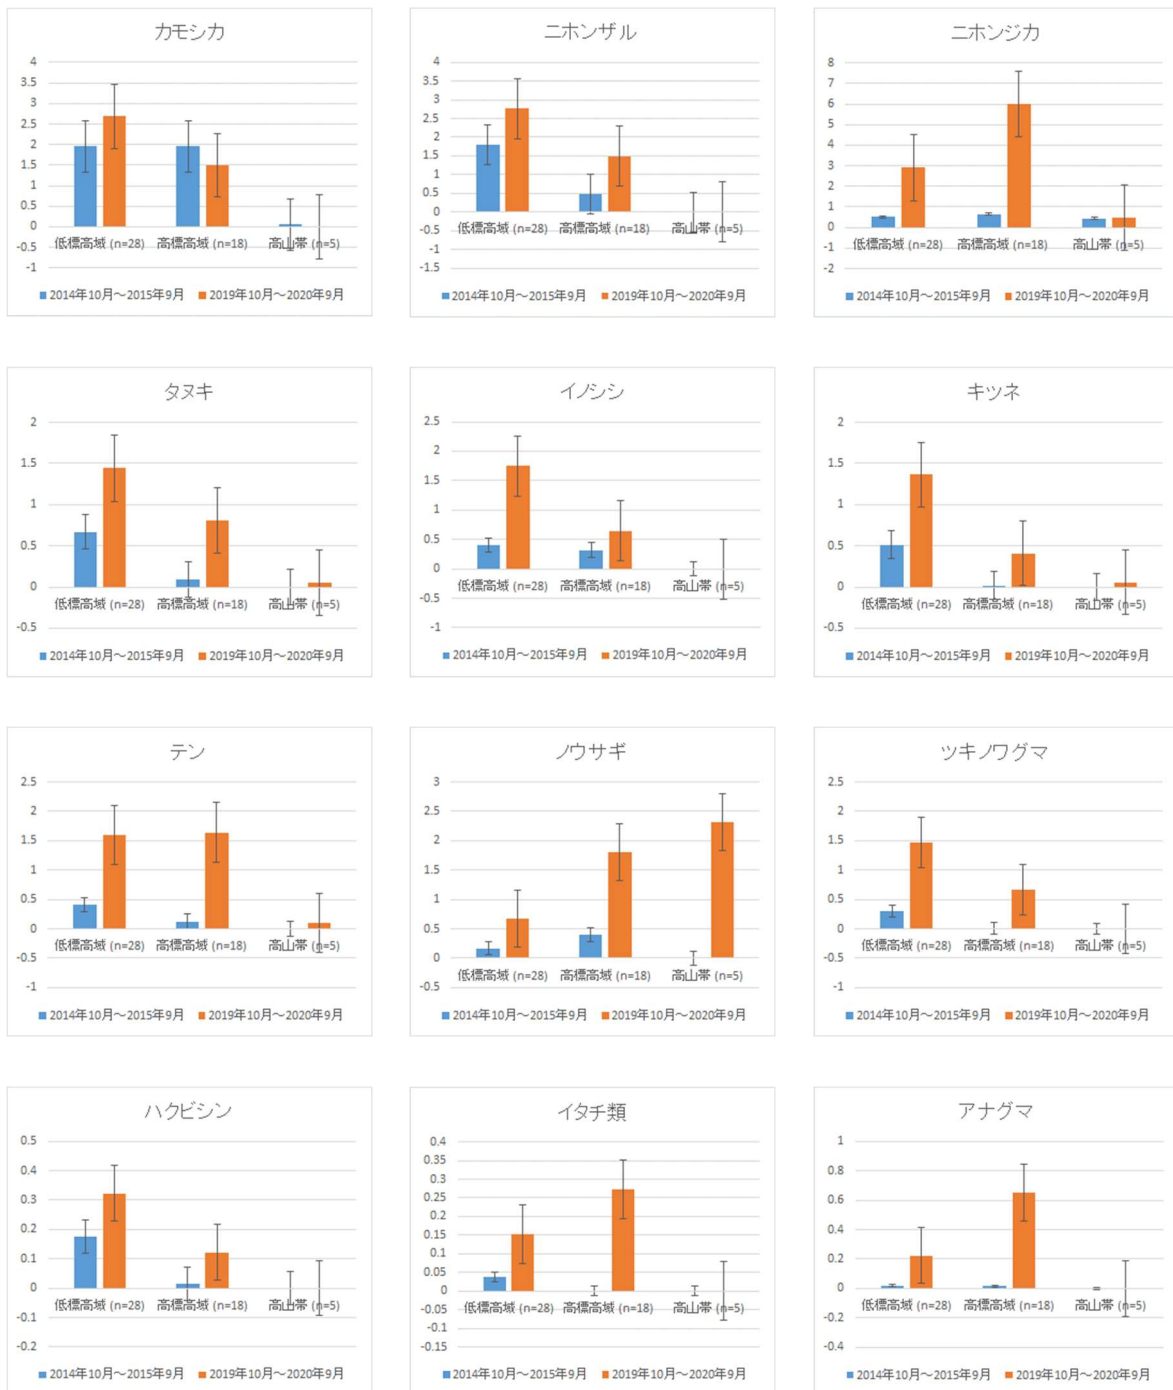 カモシカ
4
3.5
3
2.5
2
1.5
1
0.5
0
-0.5
-1
低標高域 (n=28) 高標高域 (n=18) 高山帯 (n=5)
2014年10月～2015年9月 2019年10月～2020年9月
ニホンザル
4
3.5
3
2.5
2
1.5
1
0.5
0
-0.5
-1
-1.5
低標高域 (n=28) 高標高域 (n=18) 高山帯 (n=5)
2014年10月～2015年9月 2019年10月～2020年9月
ニホンジカ
8
7
6
5
4
3
2
1
0
-1
-2
低標高域 (n=28) 高標高域 (n=18) 高山帯 (n=5)
2014年10月～2015年9月 2019年10月～2020年9月
タヌキ
2
1.5
1
0.5
0
-0.5
低標高域 (n=28) 高標高域 (n=18) 高山帯 (n=5)
2014年10月～2015年9月 2019年10月～2020年9月
イノシシ
2.5
2
1.5
1
0.5
0
-0.5
-1
低標高域 (n=28) 高標高域 (n=18) 高山帯 (n=5)
2014年10月～2015年9月 2019年10月～2020年9月
キツネ
2
1.5
1
0.5
0
-0.5
低標高域 (n=28) 高標高域 (n=18) 高山帯 (n=5)
2014年10月～2015年9月 2019年10月～2020年9月
テン
2.5
2
1.5
1
0.5
0
-0.5
-1
低標高域 (n=28) 高標高域 (n=18) 高山帯 (n=5)
2014年10月～2015年9月 2019年10月～2020年9月
ノウサギ
3
2.5
2
1.5
1
0.5
0
-0.5
低標高域 (n=28) 高標高域 (n=18) 高山帯 (n=5)
2014年10月～2015年9月 2019年10月～2020年9月
ツキノワグマ
2.5
2
1.5
1
0.5
0
-0.5
-1
低標高域 (n=28) 高標高域 (n=18) 高山帯 (n=5)
2014年10月～2015年9月 2019年10月～2020年9月
ハクビシン
0.5
0.4
0.3
0.2
0.1
0
-0.1
-0.2
低標高域 (n=28) 高標高域 (n=18) 高山帯 (n=5)
2014年10月～2015年9月 2019年10月～2020年9月
イタチ類
0.4
0.35
0.3
0.25
0.2
0.15
0.1
0.05
0
-0.05
-0.1
-0.15
低標高域 (n=28) 高標高域 (n=18) 高山帯 (n=5)
2014年10月～2015年9月 2019年10月～2020年9月
アナグマ
1
0.8
0.6
0.4
0.2
0
-0.2
-0.4
低標高域 (n=28) 高標高域 (n=18) 高山帯 (n=5)
2014年10月～2015年9月 2019年10月～2020年9月